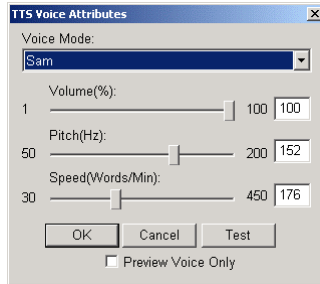 TTS Voice Attributes
Voice Mode:
Sam
Volume(%):
1 100 100
Pitch(Hz):
50 200 152
Speed(Words/Min):
30 450 176
OK Cancel Test
Preview Voice Only